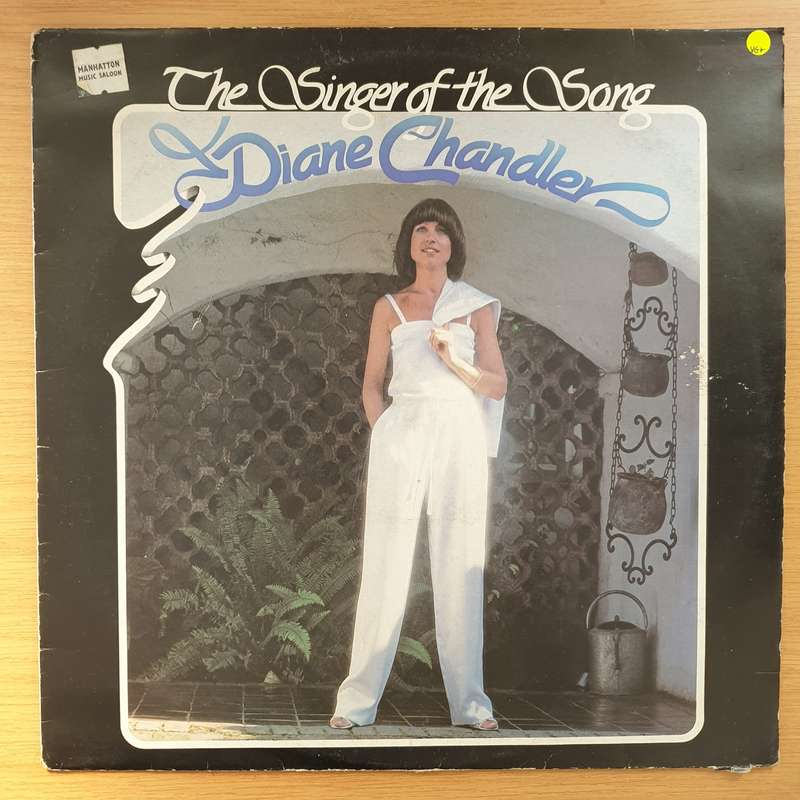 MANHATTON
MUSIC SALOON
VG+
The Singer of the Song
Diane Chandler